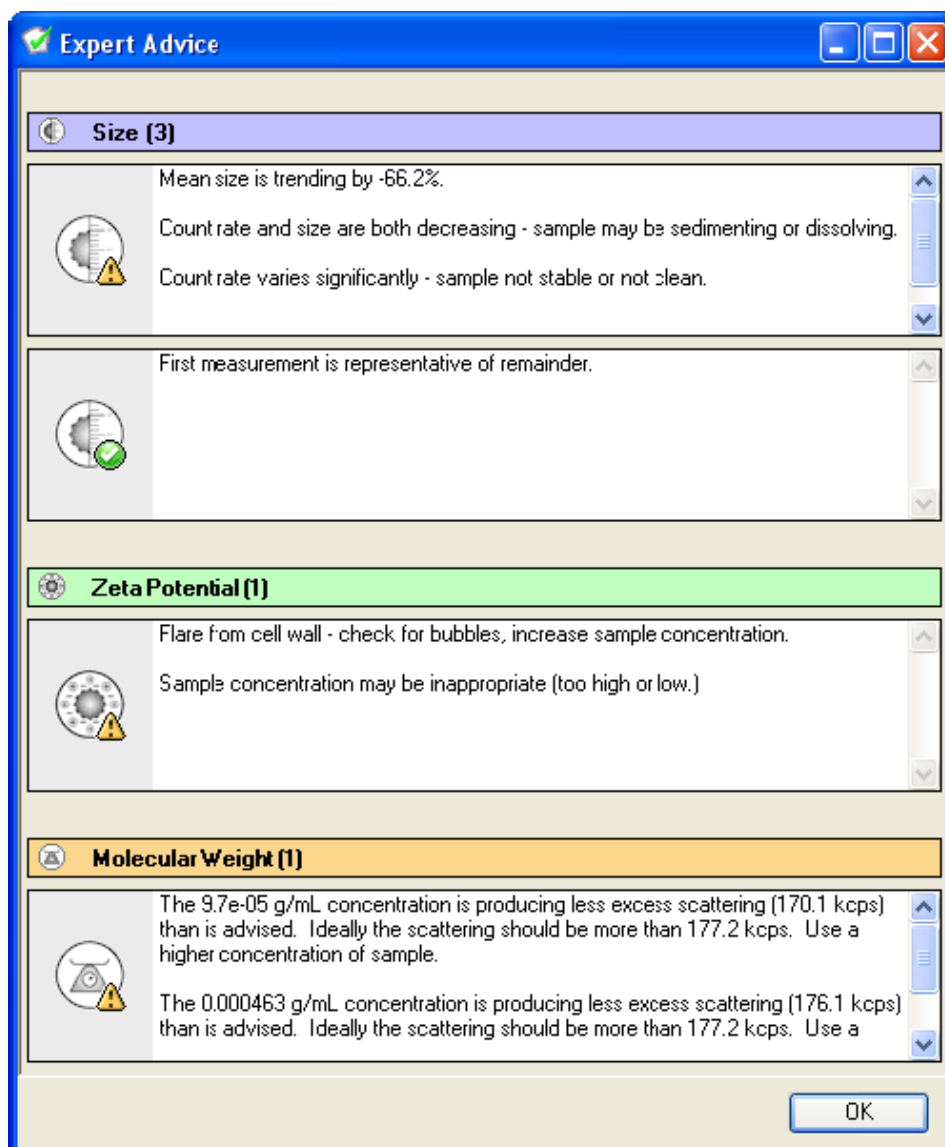 Expert Advice
Size (3)
Mean size is trending by -66.2%.
Count rate and size are both decreasing - sample may be sedimenting or dissolving.
Count rate varies significantly - sample not stable or not clean.
First measurement is representative of remainder.
Zeta Potential (1)
Flare from cell wall - check for bubbles, increase sample concentration.
Sample concentration may be inappropriate (too high or low.)
Molecular Weight (1)
The 9.7e-05 g/mL concentration is producing less excess scattering (170.1 kcps)
than is advised. Ideally the scattering should be more than 177.2 kcps. Use a
higher concentration of sample.
The 0.000463 g/mL concentration is producing less excess scattering (176.1 kcps)
than is advised. Ideally the scattering should be more than 177.2 kcps. Use a
OK